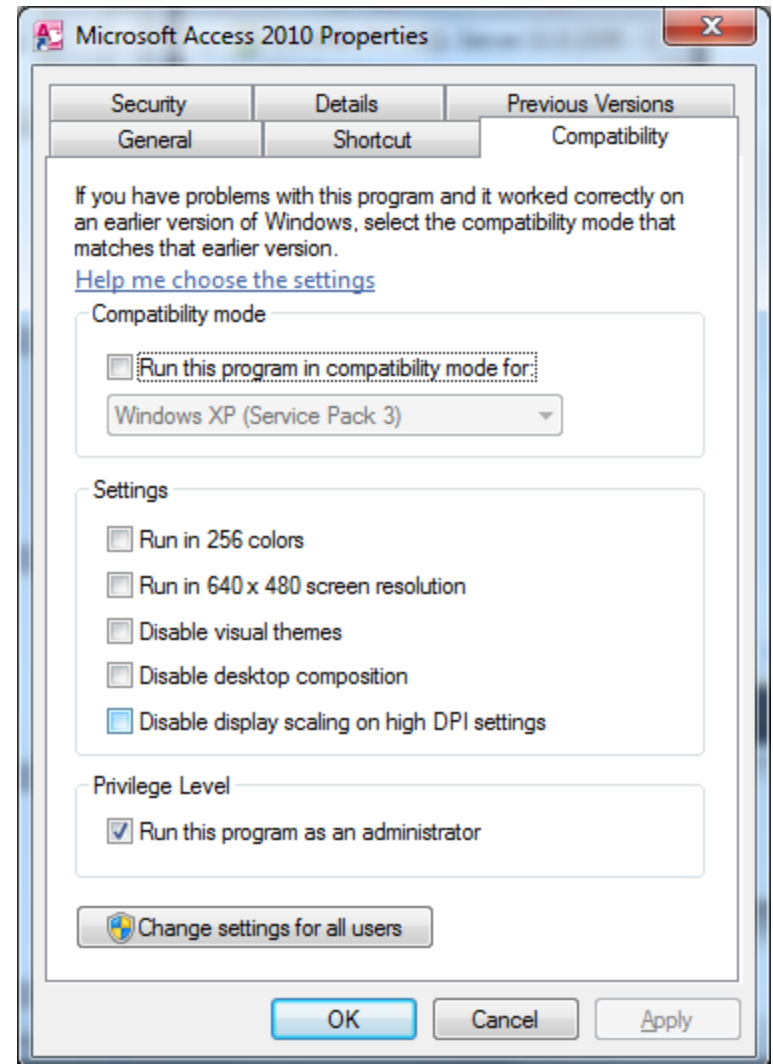 Microsoft Access 2010 Properties
Security Details Previous Versions
General Shortcut Compatibility
If you have problems with this program and it worked correctly on
an earlier version of Windows, select the compatibility mode that
matches that earlier version.
Help me choose the settings
Compatibility mode
Run this program in compatibility mode for:
Windows XP (Service Pack 3)
Settings
Run in 256 colors
Run in 640 x 480 screen resolution
Disable visual themes
Disable desktop composition
Disable display scaling on high DPI settings
Privilege Level
Run this program as an administrator
Change settings for all users
OK Cancel Apply